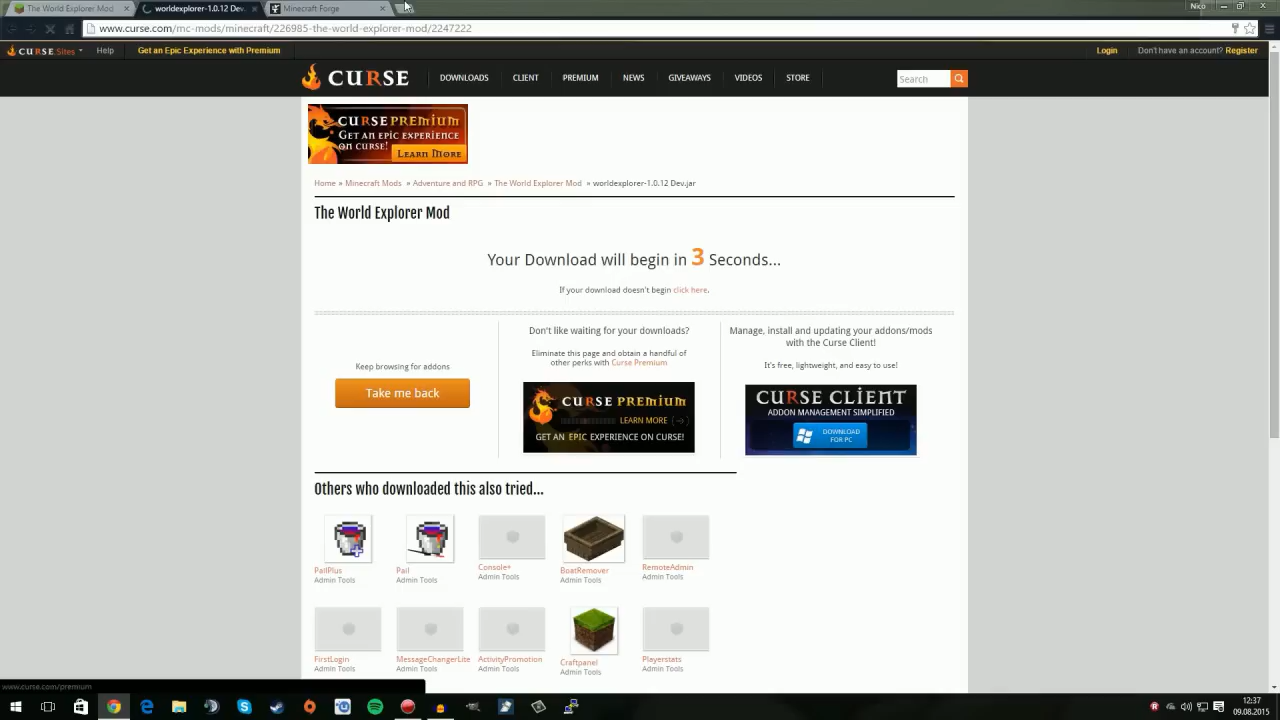 The World Explorer Mod
worldexplorer-1.0.12 Dev.
Minecraft Forge
Nico
www.curse.com/mc-mods/minecraft/226985-the-world-explorer-mod/2247222
CURSE Sites
Help
Get an Epic Experience with Premium
Login
Don't have an account? Register
CURSE
DOWNLOADS
CLIENT
PREMIUM
NEWS
GIVEAWAYS
VIDEOS
STORE
Search
CURSE PREMIUM
GET AN EPIC EXPERIENCE
ON CURSE!
LEARN MORE
Home » Minecraft Mods » Adventure and RPG » The World Explorer Mod » worldexplorer-1.0.12 Dev.jar
The World Explorer Mod
Your Download will begin in 3 Seconds...
If your download doesn't begin click here.
Keep browsing for addons
Take me back
Don't like waiting for your downloads?
Eliminate this page and obtain a handful of
other perks with Curse Premium
CURSE PREMIUM
LEARN MORE
GET AN EPIC EXPERIENCE ON CURSE!
Manage, install and updating your addons/mods
with the Curse Client!
It's free, lightweight, and easy to use!
CURSE CLIENT
ADDON MANAGEMENT SIMPLIFIED
DOWNLOAD
FOR PC
Others who downloaded this also tried...
PailPlus
Admin Tools
Pail
Admin Tools
Console+
Admin Tools
BoatRemover
Admin Tools
RemoteAdmin
Admin Tools
FirstLogin
Admin Tools
MessageChangerLite
Admin Tools
ActivityPromotion
Admin Tools
Craftpanel
Admin Tools
Playerstats
Admin Tools
www.curse.com/premium
12:37
09.08.2015